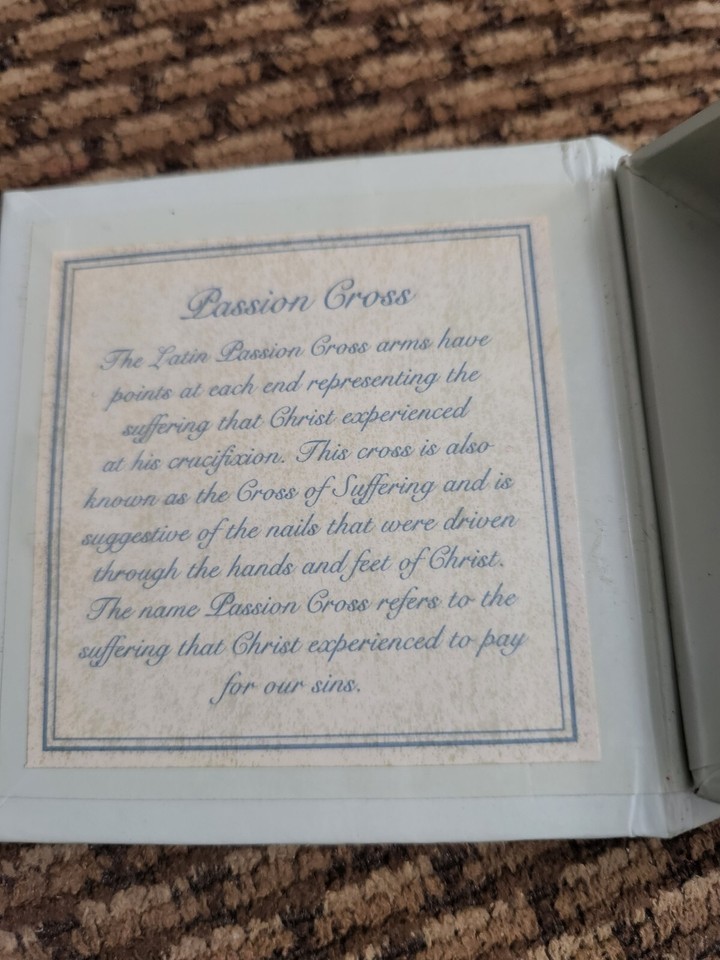 Passion Cross
The Latin Passion Cross arms have
points at each end representing the
suffering that Christ experienced
at his crucifixion. This cross is also
known as the Cross of Suffering and is
suggestive of the nails that were driven
through the hands and feet of Christ.
The name Passion Cross refers to the
suffering that Christ experienced to pay
for our sins.